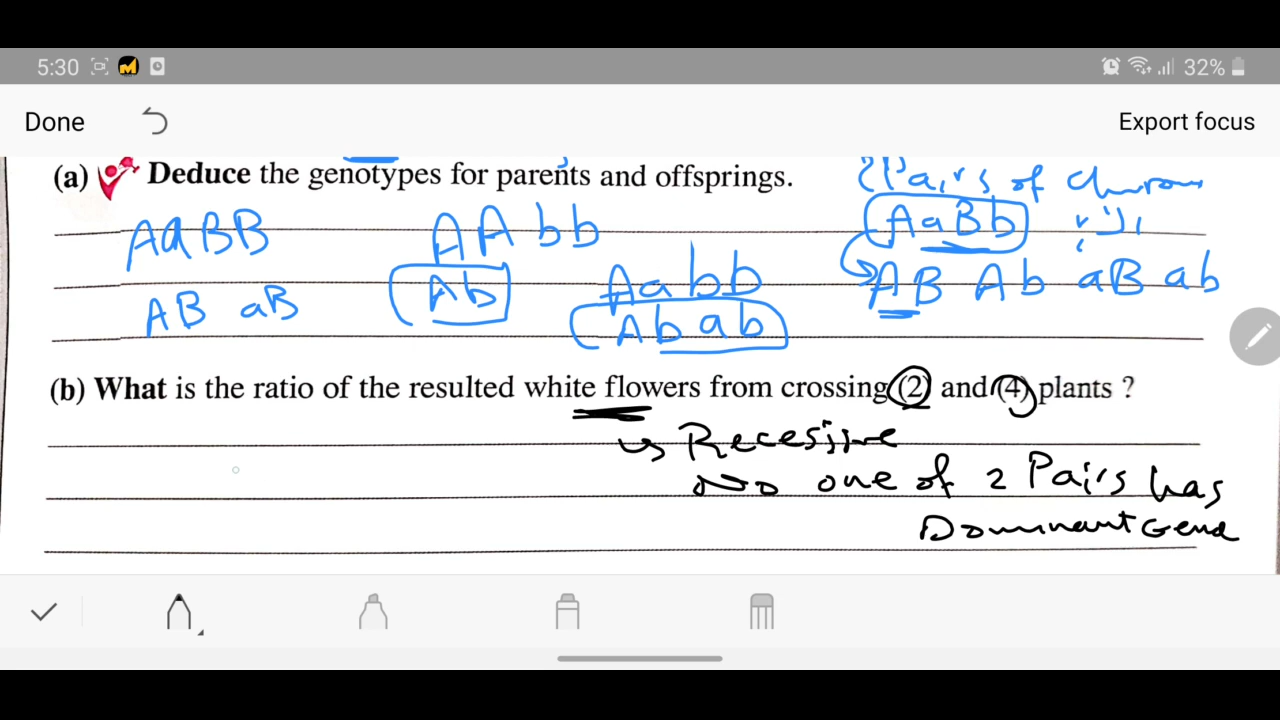 5:30 32%
Done Export focus
(a) Deduce the genotypes for parents and offsprings.
2 Pairs of
AaBB AAbb AaBb
AB aB Ab Aabb AB Ab aB ab
Ab ab
(b) What is the ratio of the resulted white flowers from crossing (2) and (4) plants ?
Recessive
No one of 2 Pairs has
Dominant Gene